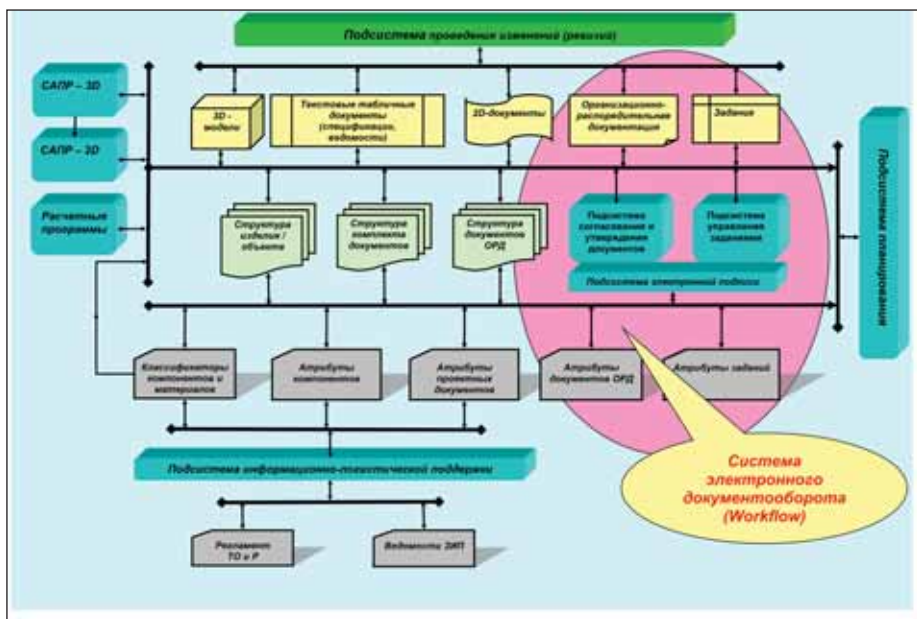 Подсистема проведения изменений (ревизий)
САПР – 3D
САПР – 3D
Расчетные
программы
3D -
модели
Текстовые табличные
документы
(спецификации,
ведомости)
2D-документы
Организационно-
распорядительная
документация
Задания
Структура
изделия /
объекта
Структура
комплекта
документов
Структура
документов
ОРД
Подсистема
согласования и
утверждения
документов
Подсистема
управления
заданиями
Подсистема электронной подписи
Подсистема планирования
Классификаторы
компонентов и
материалов
Атрибуты
компонентов
Атрибуты
проектных
документов
Атрибуты
документов ОРД
Атрибуты заданий
Подсистема информационно-логистической поддержки
Регламент
ТО и Р
Ведомости ЗИП
Система
электронного
документооборота
(Workflow)